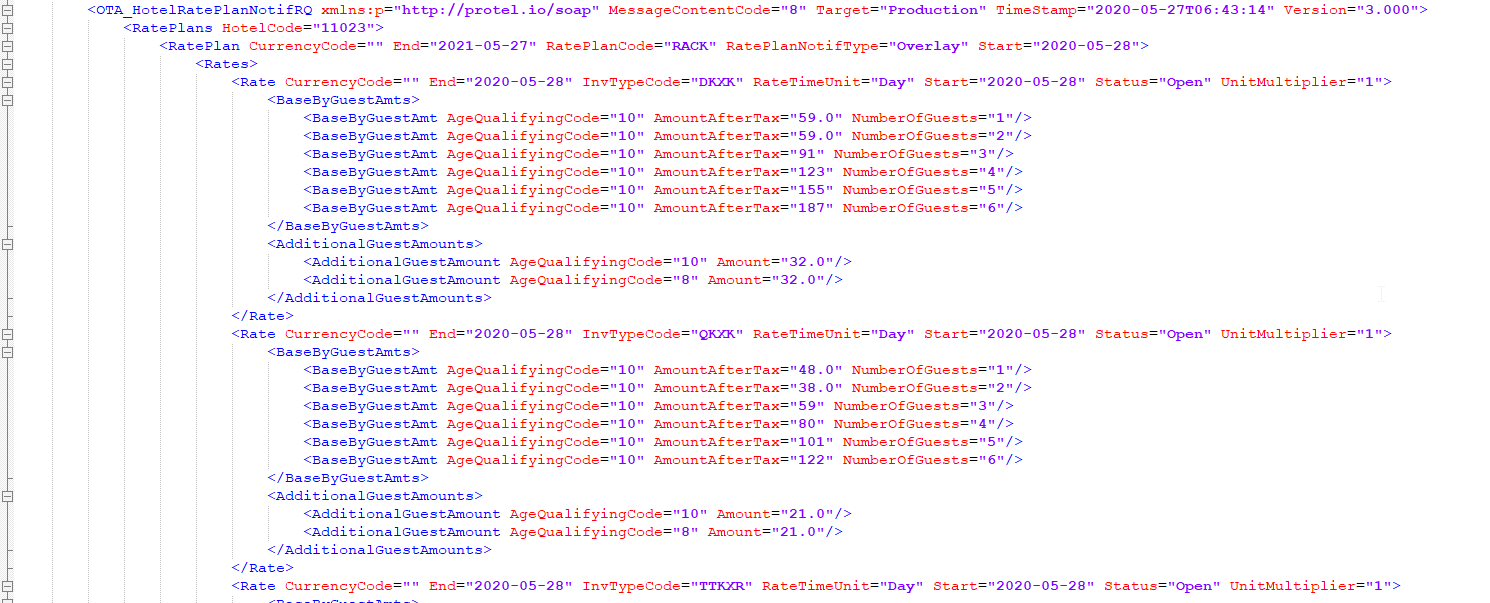 <OTA_HotelRatePlanNotifRQ xmlns:p="http://protel.io/soap" MessageContentCode="8" Target="Production" TimeStamp="2020-05-27T06:43:14" Version="3.000">
<RatePlans HotelCode="11023">
<RatePlan CurrencyCode="" End="2021-05-27" RatePlanCode="RACK" RatePlanNotifType="Overlay" Start="2020-05-28">
<Rates>
<Rate CurrencyCode="" End="2020-05-28" InvTypeCode="DKXK" RateTimeUnit="Day" Start="2020-05-28" Status="Open" UnitMultiplier="1">
<BaseByGuestAmts>
<BaseByGuestAmt AgeQualifyingCode="10" AmountAfterTax="59.0" NumberOfGuests="1"/>
<BaseByGuestAmt AgeQualifyingCode="10" AmountAfterTax="59.0" NumberOfGuests="2"/>
<BaseByGuestAmt AgeQualifyingCode="10" AmountAfterTax="91" NumberOfGuests="3"/>
<BaseByGuestAmt AgeQualifyingCode="10" AmountAfterTax="123" NumberOfGuests="4"/>
<BaseByGuestAmt AgeQualifyingCode="10" AmountAfterTax="155" NumberOfGuests="5"/>
<BaseByGuestAmt AgeQualifyingCode="10" AmountAfterTax="187" NumberOfGuests="6"/>
</BaseByGuestAmts>
<AdditionalGuestAmounts>
<AdditionalGuestAmount AgeQualifyingCode="10" Amount="32.0"/>
<AdditionalGuestAmount AgeQualifyingCode="8" Amount="32.0"/>
</AdditionalGuestAmounts>
</Rate>
<Rate CurrencyCode="" End="2020-05-28" InvTypeCode="QKXK" RateTimeUnit="Day" Start="2020-05-28" Status="Open" UnitMultiplier="1">
<BaseByGuestAmts>
<BaseByGuestAmt AgeQualifyingCode="10" AmountAfterTax="48.0" NumberOfGuests="1"/>
<BaseByGuestAmt AgeQualifyingCode="10" AmountAfterTax="38.0" NumberOfGuests="2"/>
<BaseByGuestAmt AgeQualifyingCode="10" AmountAfterTax="59" NumberOfGuests="3"/>
<BaseByGuestAmt AgeQualifyingCode="10" AmountAfterTax="80" NumberOfGuests="4"/>
<BaseByGuestAmt AgeQualifyingCode="10" AmountAfterTax="101" NumberOfGuests="5"/>
<BaseByGuestAmt AgeQualifyingCode="10" AmountAfterTax="122" NumberOfGuests="6"/>
</BaseByGuestAmts>
<AdditionalGuestAmounts>
<AdditionalGuestAmount AgeQualifyingCode="10" Amount="21.0"/>
<AdditionalGuestAmount AgeQualifyingCode="8" Amount="21.0"/>
</AdditionalGuestAmounts>
</Rate>
<Rate CurrencyCode="" End="2020-05-28" InvTypeCode="TTKXR" RateTimeUnit="Day" Start="2020-05-28" Status="Open" UnitMultiplier="1">